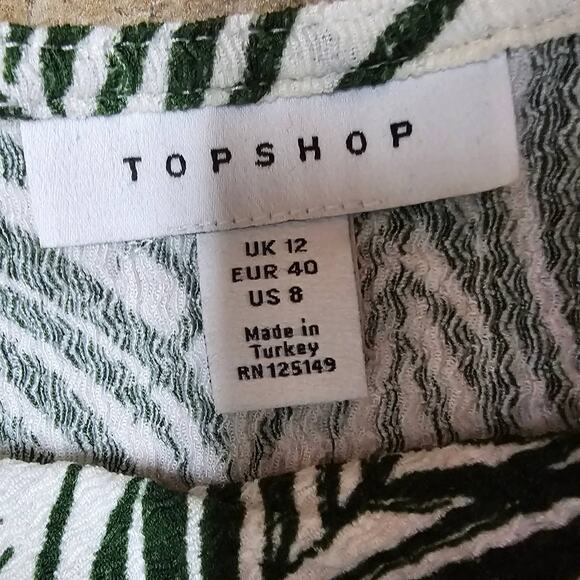 TOPSHOP
UK 12
EUR 40
US 8
Made in
Turkey
RN125149